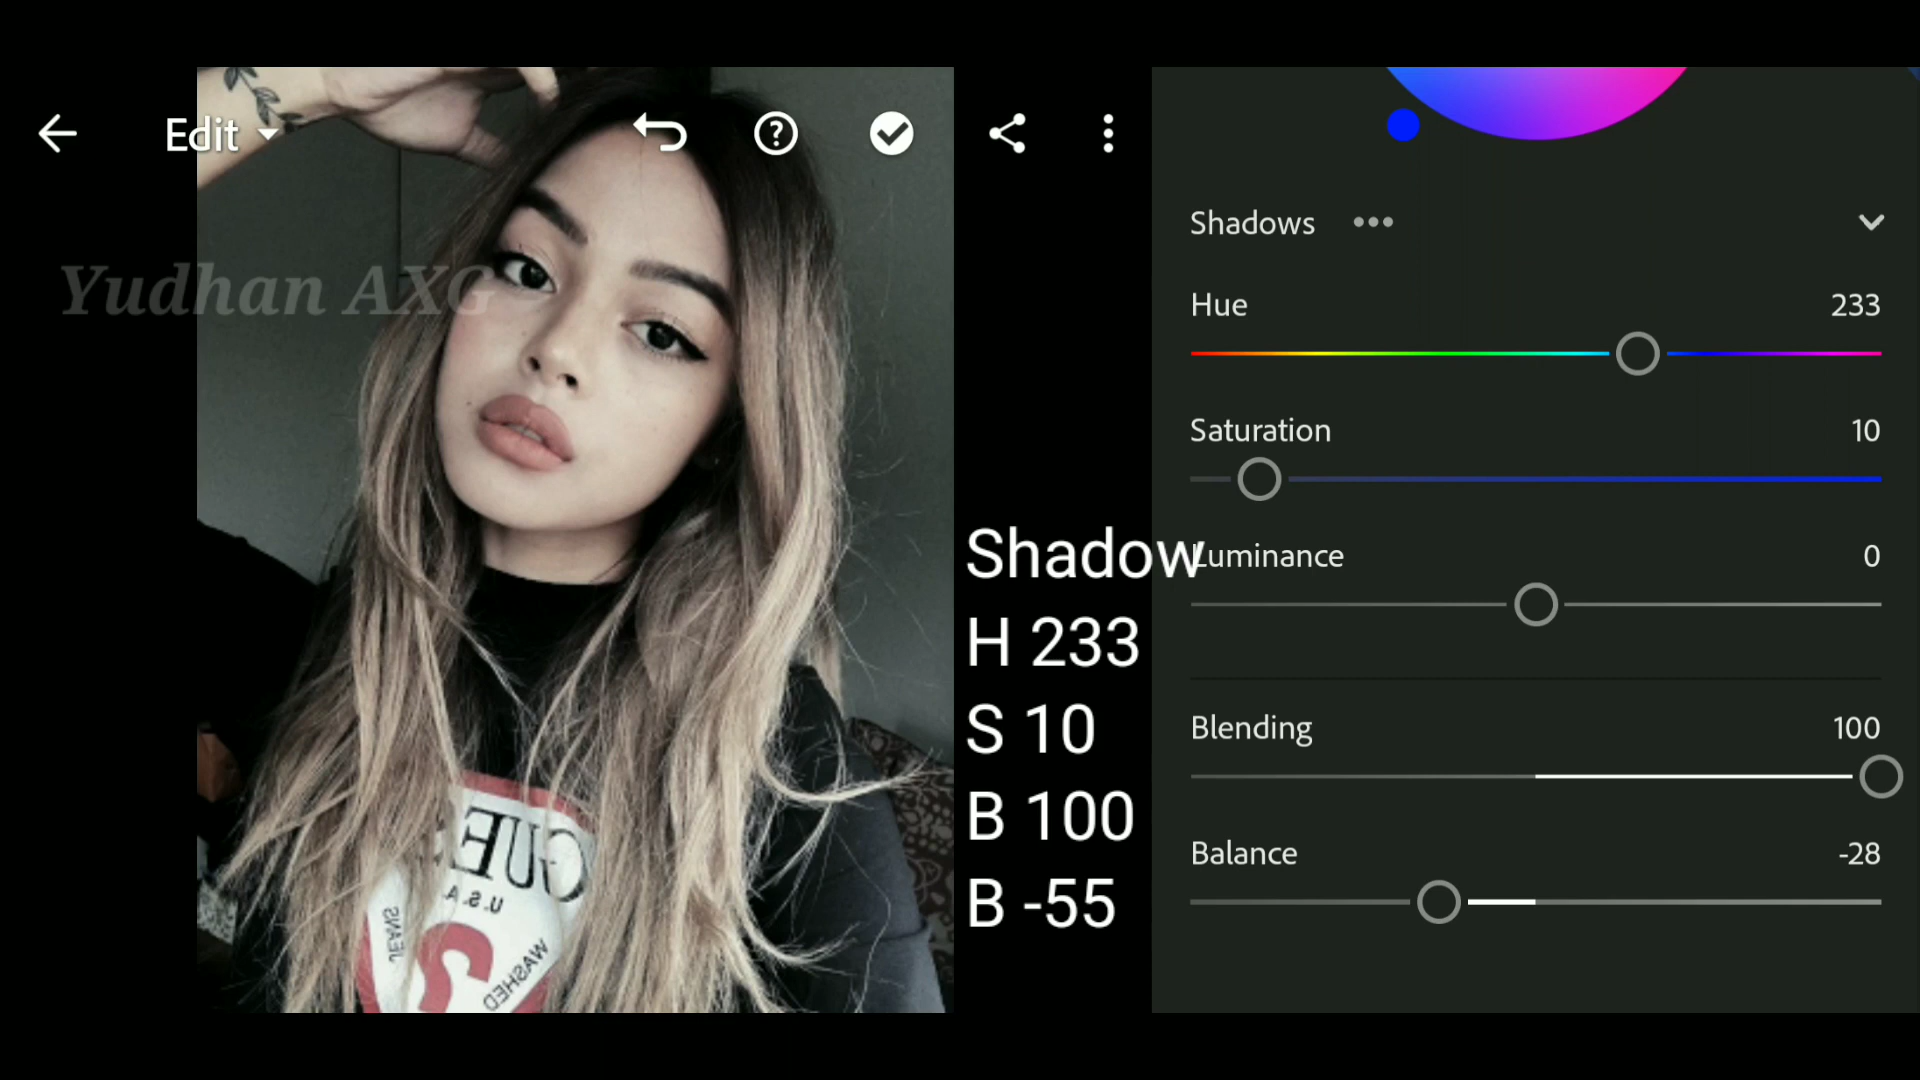 Edit
Yudhan AXG
Shadow
H 233
S 10
B 100
B -55
Shadows
Hue 233
Saturation 10
Luminance 0
Blending 100
Balance -28
GUES
U.S.A.
JEANS
WASHED